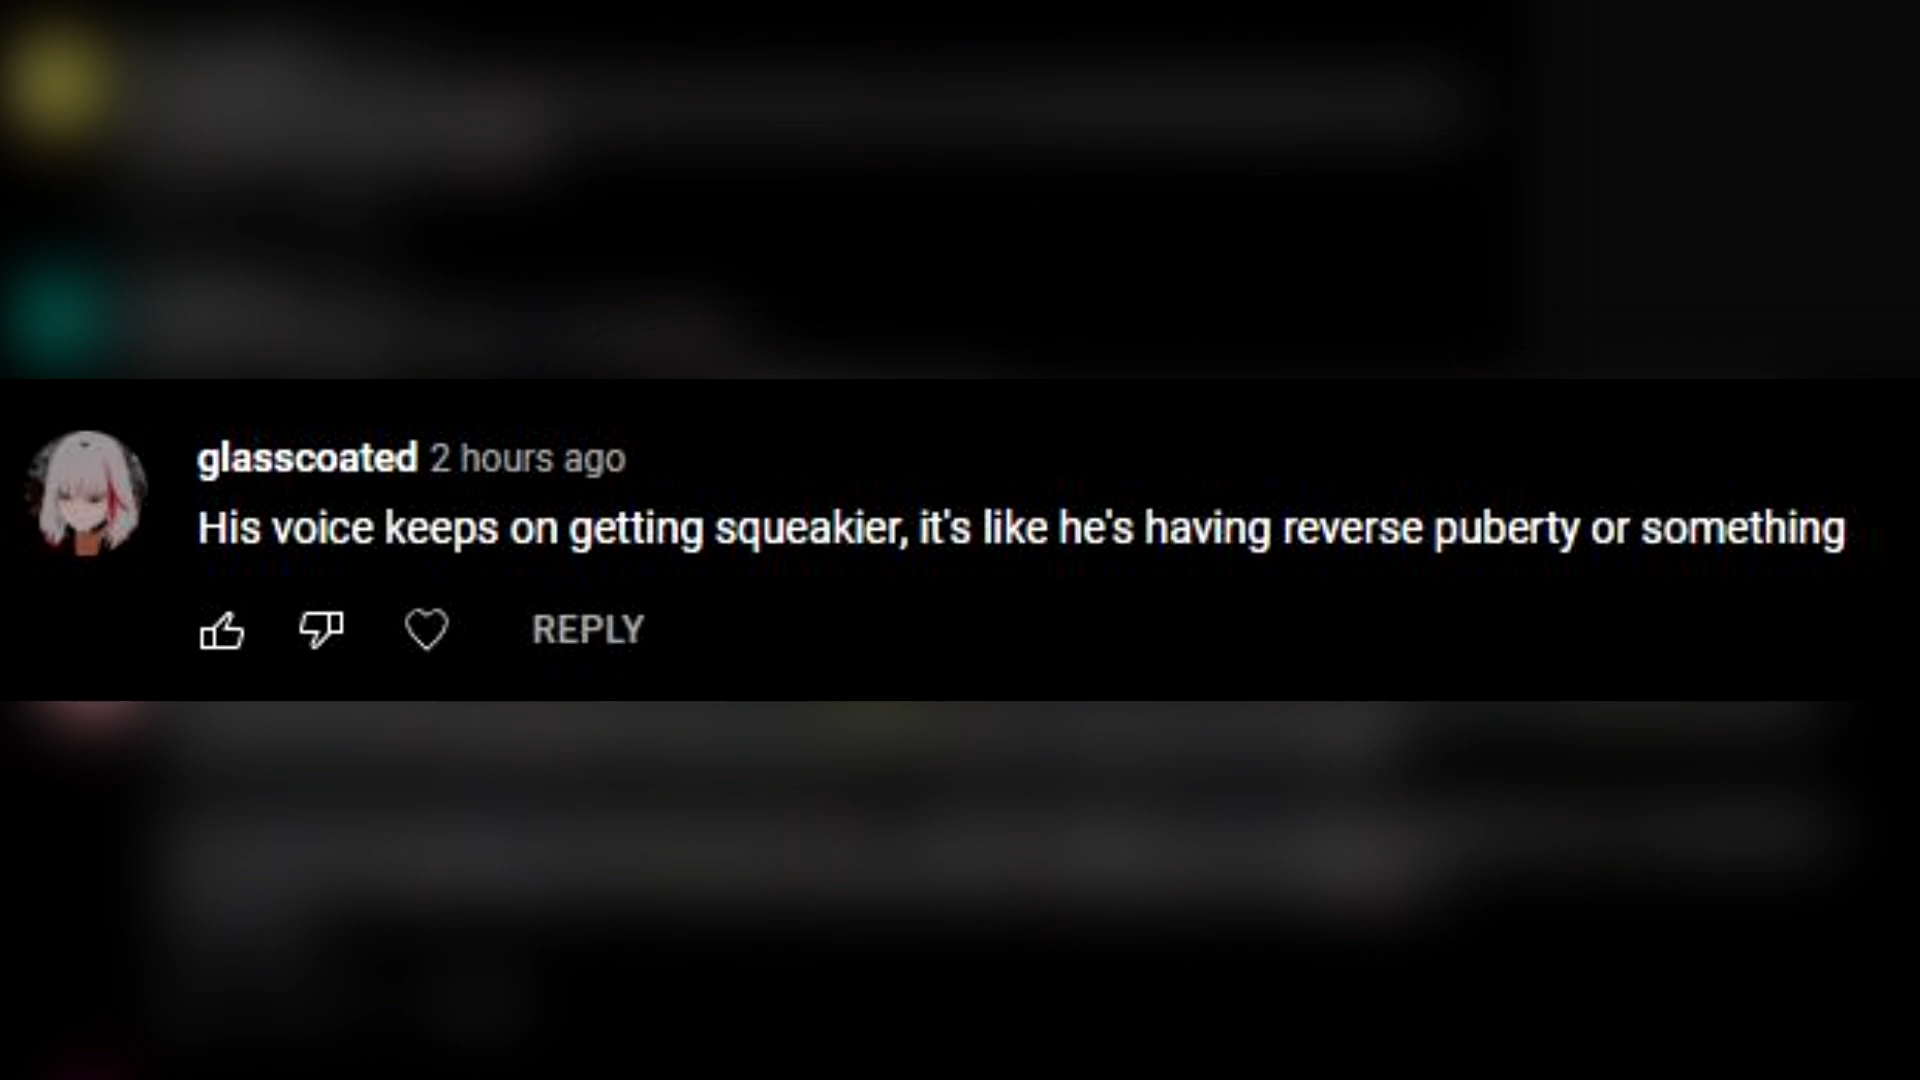 glasscoated 2 hours ago
His voice keeps on getting squeakier, it's like he's having reverse puberty or something
REPLY